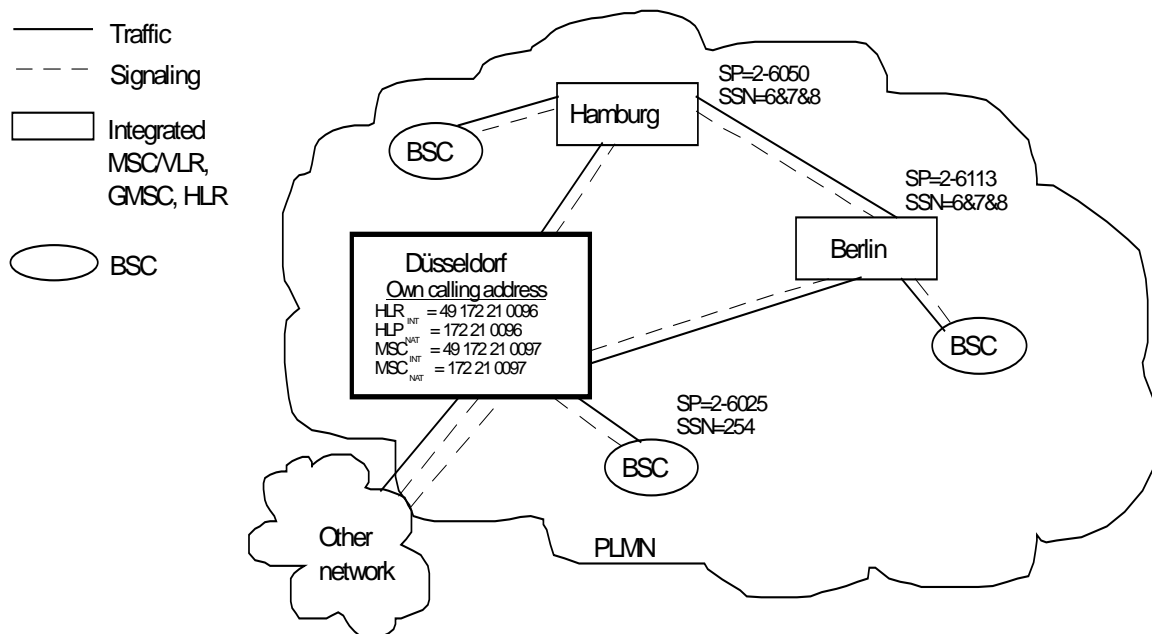 Traffic
Signaling
Integrated
MSC/VLR,
GMSC, HLR
BSC
SP=2-6050
SSN=6&7&8
Hamburg
BSC
SP=2-6113
SSN=6&7&8
Berlin
BSC
Düsseldorf
Own calling address
HLR INT = 49 172 21 0096
HLP NAT = 172 21 0096
MSC INT = 49 172 21 0097
MSC NAT = 172 21 0097
SP=2-6025
SSN=254
BSC
Other
network
PLMN